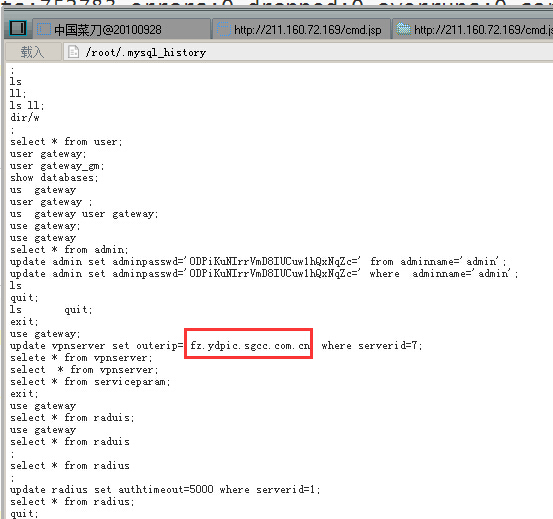 中国菜刀@20100928 http://211.160.72.169/cmd.jsp http://211.160.72.169/cmd.jsp
载入 /root/.mysql_history
;
ls
ll;
ls ll;
dir/w
;
select * from user;
user gateway;
user gateway_gm;
show databases;
us  gateway
user gateway ;
us  gateway user gateway;
use gateway;
use gateway
select * from admin;
update admin set adminpasswd='ODPiKuNIrrVmD8IUCuw1hQxNqZc=' from adminname='admin';
update admin set adminpasswd='ODPiKuNIrrVmD8IUCuw1hQxNqZc=' where  adminname='admin';
ls
quit;
ls      quit;
exit;
use gateway;
update vpnserver set outerip='fz.ydpic.sgcc.com.cn' where serverid=7;
selete * from vpnserver;
select  * from vpnserver;
select * from serviceparam;
exit;
use gateway
select * from raduis;
use gateway
select * from raduis
;
select * from radius
;
update radius set authtimeout=5000 where serverid=1;
select * from radius;
quit;